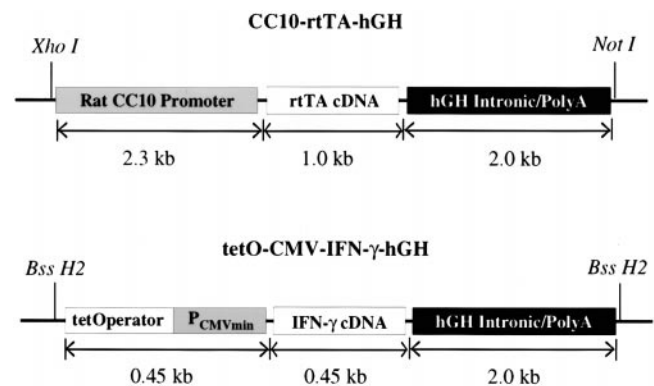 CC10-rtTA-hGH
Xho I
Not I
Rat CC10 Promoter
rtTA cDNA
hGH Intronic/PolyA
2.3 kb
1.0 kb
2.0 kb
tetO-CMV-IFN-γ-hGH
Bss H2
Bss H2
tetOperator
PCMVmin
IFN-γ cDNA
hGH Intronic/PolyA
0.45 kb
0.45 kb
2.0 kb